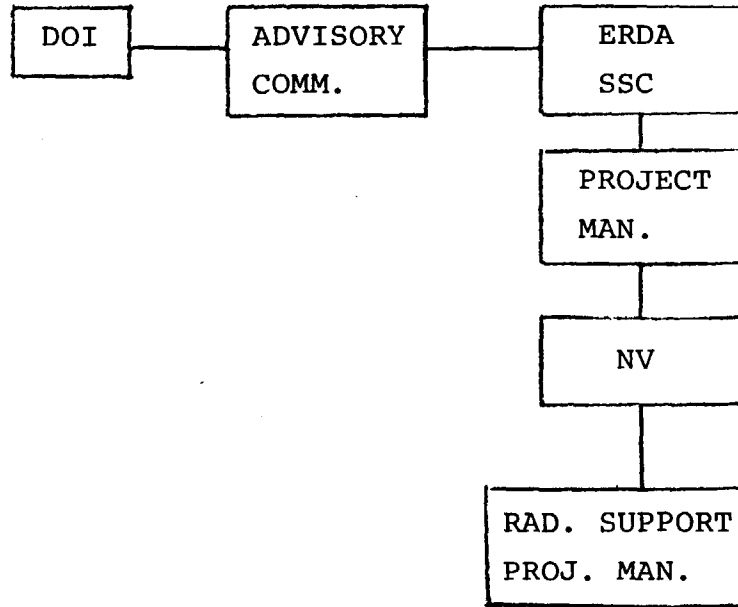 DOI
ADVISORY
COMM.
ERDA
SSC
PROJECT
MAN.
NV
RAD. SUPPORT
PROJ. MAN.